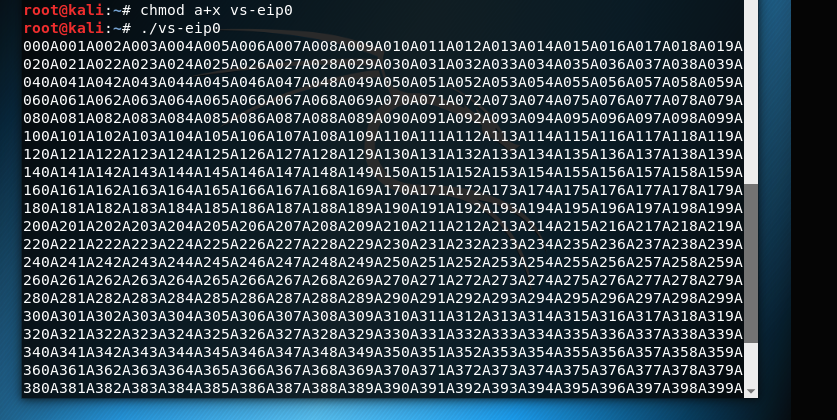 root@kali:~# chmod a+x vs-eip0
root@kali:~# ./vs-eip0
000A001A002A003A004A005A006A007A008A009A010A011A012A013A014A015A016A017A018A019A
020A021A022A023A024A025A026A027A028A029A030A031A032A033A034A035A036A037A038A039A
040A041A042A043A044A045A046A047A048A049A050A051A052A053A054A055A056A057A058A059A
060A061A062A063A064A065A066A067A068A069A070A071A072A073A074A075A076A077A078A079A
080A081A082A083A084A085A086A087A088A089A090A091A092A093A094A095A096A097A098A099A
100A101A102A103A104A105A106A107A108A109A110A111A112A113A114A115A116A117A118A119A
120A121A122A123A124A125A126A127A128A129A130A131A132A133A134A135A136A137A138A139A
140A141A142A143A144A145A146A147A148A149A150A151A152A153A154A155A156A157A158A159A
160A161A162A163A164A165A166A167A168A169A170A171A172A173A174A175A176A177A178A179A
180A181A182A183A184A185A186A187A188A189A190A191A192A193A194A195A196A197A198A199A
200A201A202A203A204A205A206A207A208A209A210A211A212A213A214A215A216A217A218A219A
220A221A222A223A224A225A226A227A228A229A230A231A232A233A234A235A236A237A238A239A
240A241A242A243A244A245A246A247A248A249A250A251A252A253A254A255A256A257A258A259A
260A261A262A263A264A265A266A267A268A269A270A271A272A273A274A275A276A277A278A279A
280A281A282A283A284A285A286A287A288A289A290A291A292A293A294A295A296A297A298A299A
300A301A302A303A304A305A306A307A308A309A310A311A312A313A314A315A316A317A318A319A
320A321A322A323A324A325A326A327A328A329A330A331A332A333A334A335A336A337A338A339A
340A341A342A343A344A345A346A347A348A349A350A351A352A353A354A355A356A357A358A359A
360A361A362A363A364A365A366A367A368A369A370A371A372A373A374A375A376A377A378A379A
380A381A382A383A384A385A386A387A388A389A390A391A392A393A394A395A396A397A398A399A